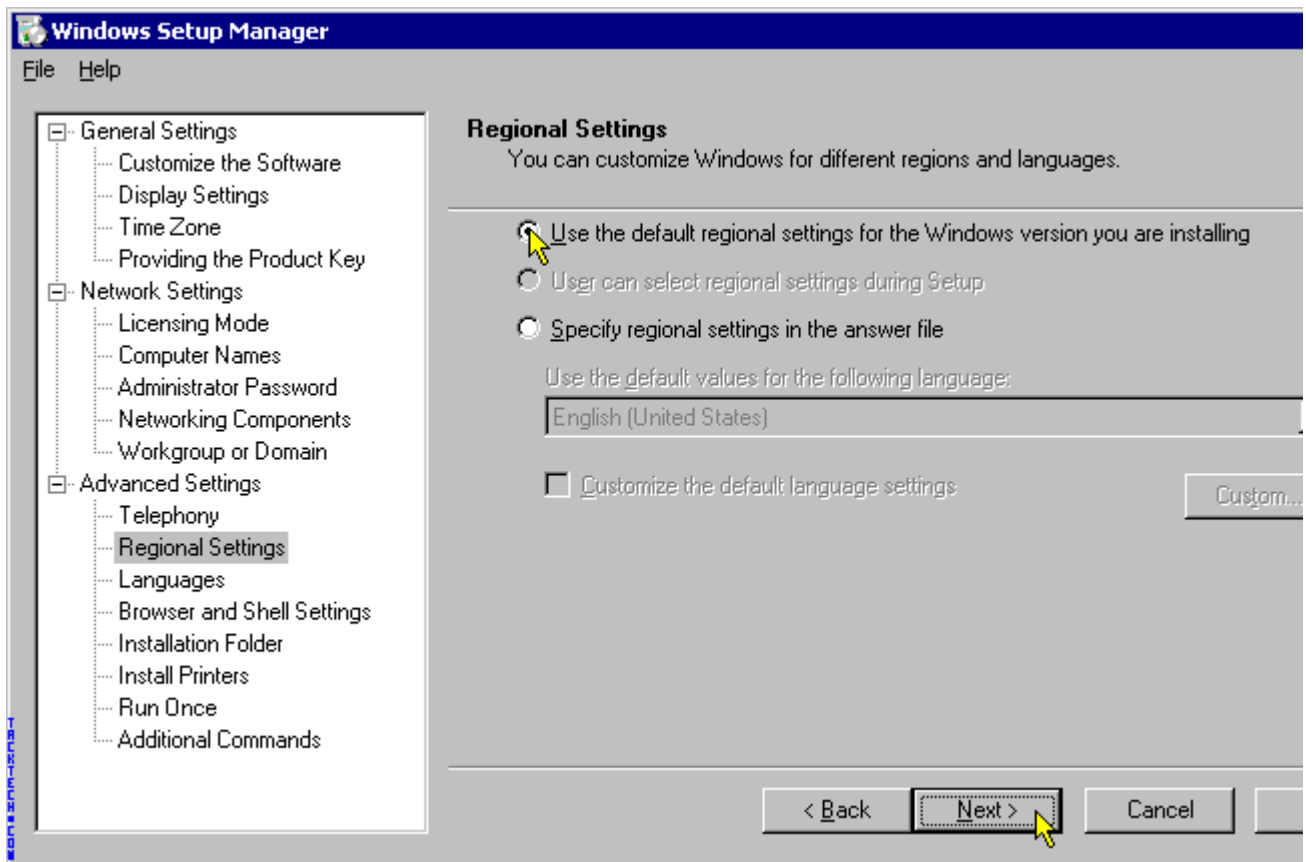 Windows Setup Manager
File Help
General Settings
Customize the Software
Display Settings
Time Zone
Providing the Product Key
Network Settings
Licensing Mode
Computer Names
Administrator Password
Networking Components
Workgroup or Domain
Advanced Settings
Telephony
Regional Settings
Languages
Browser and Shell Settings
Installation Folder
Install Printers
Run Once
Additional Commands
Regional Settings
You can customize Windows for different regions and languages.
Use the default regional settings for the Windows version you are installing
User can select regional settings during Setup
Specify regional settings in the answer file
Use the default values for the following language:
English (United States)
Customize the default language settings
Custom...
< Back
Next >
Cancel
TACKTECH.COM